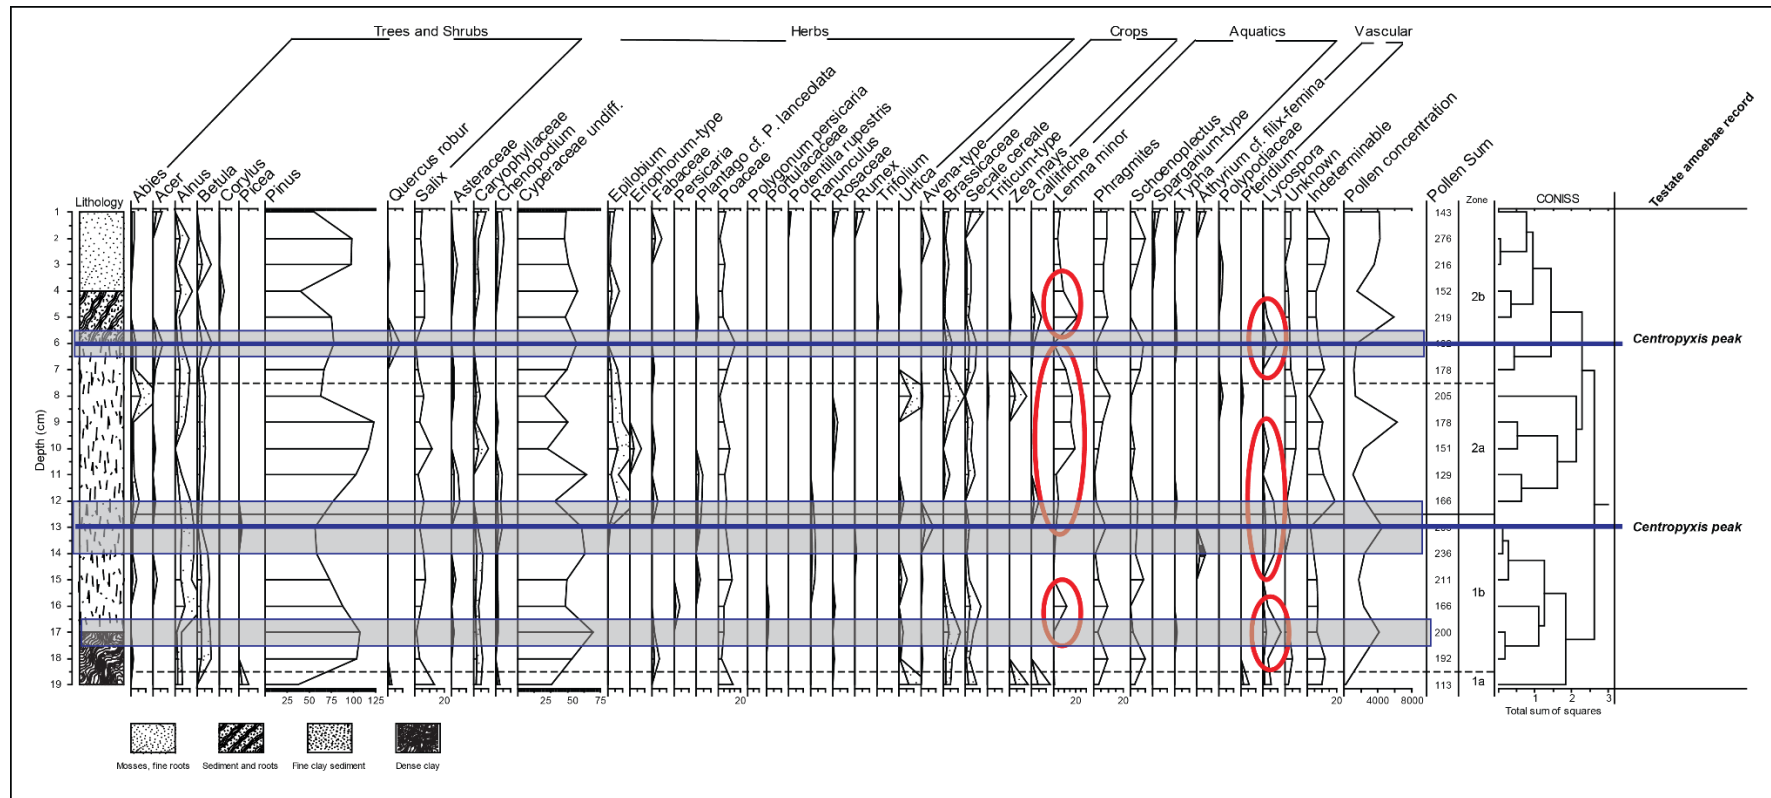 Trees and Shrubs
Herbs
Crops
Aquatics
Vascular
Lithology
Abies
Acer
Alnus
Betula
Corylus
Picea
Pinus
Quercus robur
Salix
Asteraceae
Caryophyllaceae
Chenopodium
Cyperaceae undiff.
Epilobium
Eriophorum-type
Fabaceae
Persicaria
Plantago cf. P. lanceolata
Poaceae
Polygonum persicaria
Portulacaceae
Potentilla rupestris
Ranunculus
Rosaceae
Rumex
Trifolium
Urtica
Avena-type
Brassicaceae
Secale cereale
Triticum-type
Zea mays
Callitriche
Lemna minor
Phragmites
Schoenoplectus
Sparganium-type
Typha
Athyrium cf. filix-femina
Polypodiaceae
Pteridium
Lycospora
Unknown
Indeterminable
Pollen concentration
Pollen Sum
Zone
CONISS
Testate amoebae record
Depth (cm)
1 143
2 276
3 216
4 152
2b
5 219
6
Centropyxis peak
7 178
8 205
9 178
10 151
2a
11 129
12 166
13
Centropyxis peak
14 236
15 211
16 166
1b
17 200
18 192
19 113
1a
25 50 75 100 125 20 25 50 75 20 20 20 20 4000 8000 1 2 3
Total sum of squares
Mosses, fine roots
Sediment and roots
Fine clay sediment
Dense clay